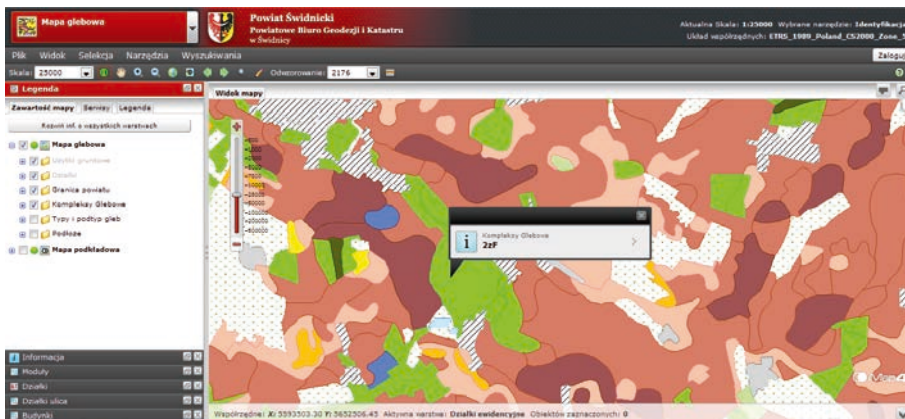 Mapa glebowa
Powiat Świdnicki
Powiatowe Biuro Geodezji i Katastru
w Świdnicy
Aktualna Skala: 1:25000 Wybrane narzędzie: Identyfikacja
Układ współrzędnych: ETRS_1989_Poland_CS2000_Zone_5
Plik Widok Selekcja Narzędzia Wyszukiwania
Zaloguj
Skala: 25000
Odwzorowanie: 2176
Legenda
Widok mapy
Zawartość mapy Serwisy Legenda
Rozwiń inf. o wszystkich warstwach
Mapa glebowa
Użytki gruntowe
Działki
Granica powiatu
Kompleksy Glebowe
Typy i podtyp gleb
Podłoże
Mapa podkładowa
Kompleksy Glebowe
2zF
Informacja
Moduły
Działki
Działki ulica
Budynki
Współrzędne: X: 5593503.30 Y: 5652506.45 Aktywna warstwa: Działki ewidencyjne Obiektów zaznaczonych: 0